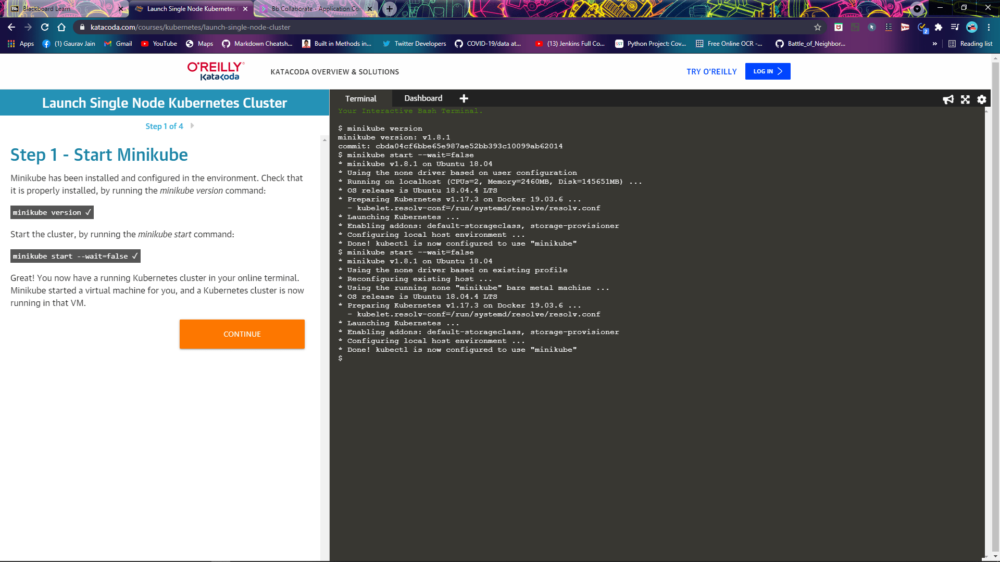 Blackboard Learn
Launch Single Node Kubernetes
Bb Collaborate - Application Co
katacoda.com/courses/kubernetes/launch-single-node-cluster
2
Apps
(1) Gaurav Jain
Gmail
YouTube
Maps
Markdown Cheatsh...
Built in Methods in...
Twitter Developers
COVID-19/data at...
(13) Jenkins Full Co...
SST
Python Project: Cov...
Free Online OCR -...
Battle_of_Neighbor...
»
Reading list
O'REILLY®
Katacoda
KATACODA OVERVIEW & SOLUTIONS
TRY O'REILLY
LOG IN
Launch Single Node Kubernetes Cluster
Step 1 of 4
Step 1 - Start Minikube
Minikube has been installed and configured in the environment. Check that
it is properly installed, by running the minikube version command:
minikube version ✓
Start the cluster, by running the minikube start command:
minikube start --wait=false ✓
Great! You now have a running Kubernetes cluster in your online terminal.
Minikube started a virtual machine for you, and a Kubernetes cluster is now
running in that VM.
CONTINUE
Terminal
Dashboard
Your Interactive Bash Terminal.
$ minikube version
minikube version: v1.8.1
commit: cbda04cf6bbe65e987ae52bb393c10099ab62014
$ minikube start --wait=false
* minikube v1.8.1 on Ubuntu 18.04
* Using the none driver based on user configuration
* Running on localhost (CPUs=2, Memory=2460MB, Disk=145651MB) ...
* OS release is Ubuntu 18.04.4 LTS
* Preparing Kubernetes v1.17.3 on Docker 19.03.6 ...
- kubelet.resolv-conf=/run/systemd/resolve/resolv.conf
* Launching Kubernetes ...
* Enabling addons: default-storageclass, storage-provisioner
* Configuring local host environment ...
* Done! kubectl is now configured to use "minikube"
$ minikube start --wait=false
* minikube v1.8.1 on Ubuntu 18.04
* Using the none driver based on existing profile
* Reconfiguring existing host ...
* Using the running none "minikube" bare metal machine ...
* OS release is Ubuntu 18.04.4 LTS
* Preparing Kubernetes v1.17.3 on Docker 19.03.6 ...
- kubelet.resolv-conf=/run/systemd/resolve/resolv.conf
* Launching Kubernetes ...
* Enabling addons: default-storageclass, storage-provisioner
* Configuring local host environment ...
* Done! kubectl is now configured to use "minikube"
$